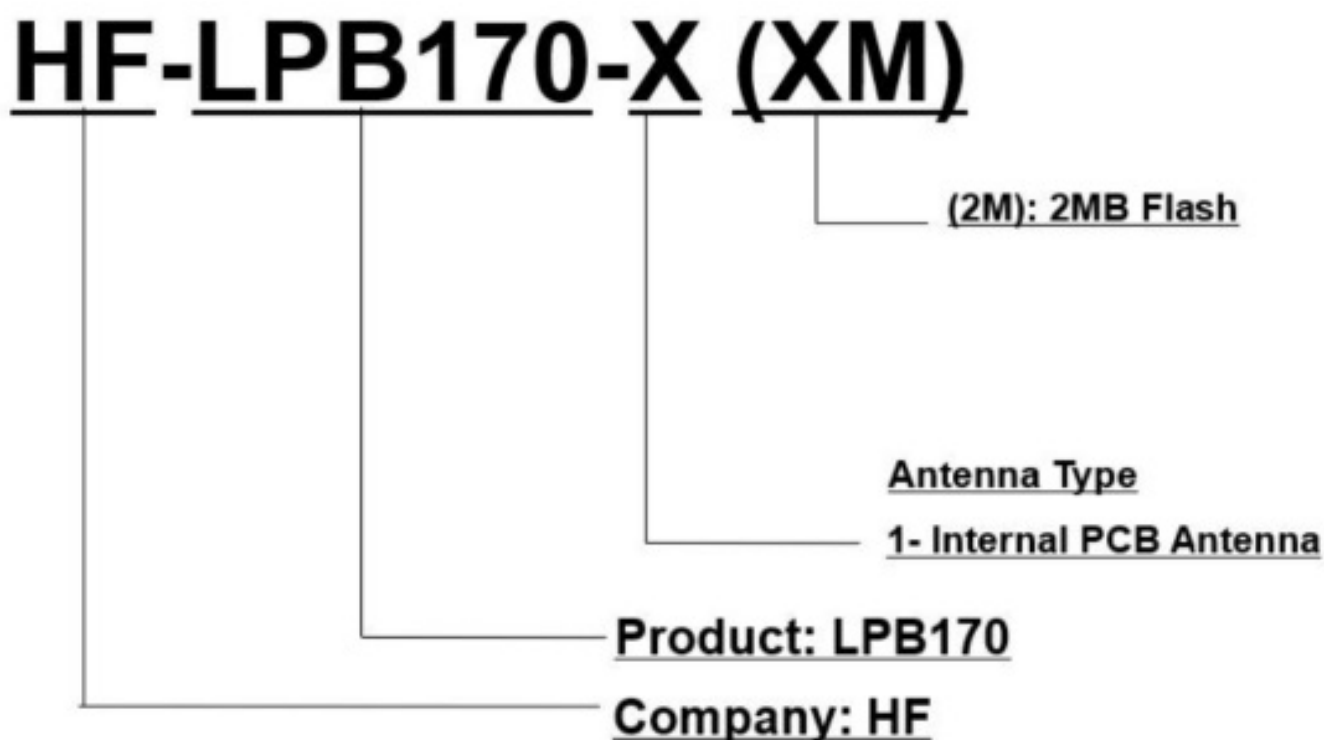 HF-LPB170-X (XM)
(2M): 2MB Flash
Antenna Type
1- Internal PCB Antenna
Product: LPB170
Company: HF